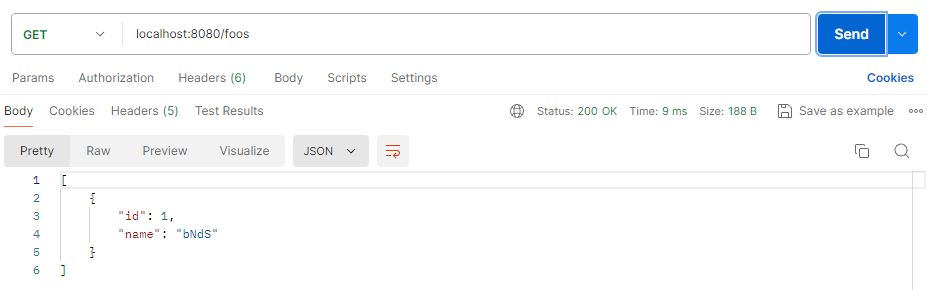 GET localhost:8080/foos Send
Params Authorization Headers (6) Body Scripts Settings Cookies
Body Cookies Headers (5) Test Results Status: 200 OK Time: 9 ms Size: 188 B Save as example
Pretty Raw Preview Visualize JSON
1 [
2 {
3 "id": 1,
4 "name": "bNdS"
5 }
6 ]